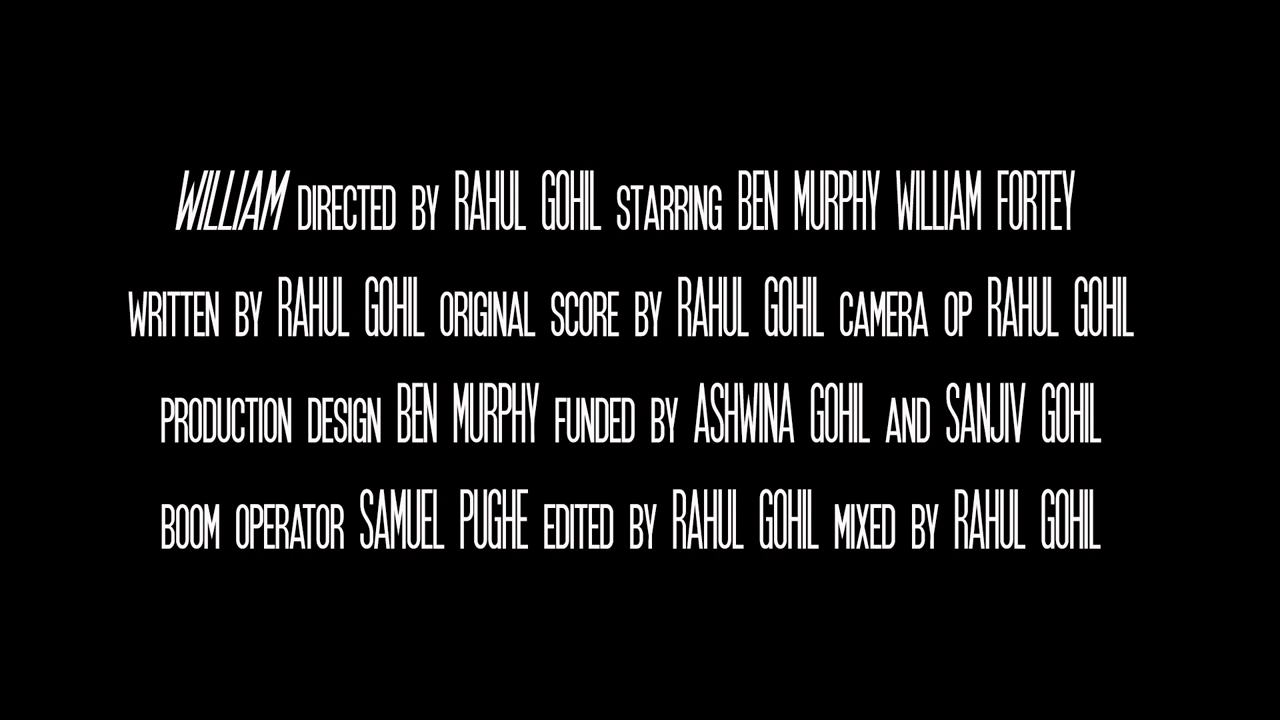 WILLIAM DIRECTED BY RAHUL GOHIL STARRING BEN MURPHY WILLIAM FORTEY
WRITTEN BY RAHUL GOHIL ORIGINAL SCORE BY RAHUL GOHIL CAMERA OP RAHUL GOHIL
PRODUCTION DESIGN BEN MURPHY FUNDED BY ASHWINA GOHIL AND SANJIV GOHIL
BOOM OPERATOR SAMUEL PUGHE EDITED BY RAHUL GOHIL MIXED BY RAHUL GOHIL